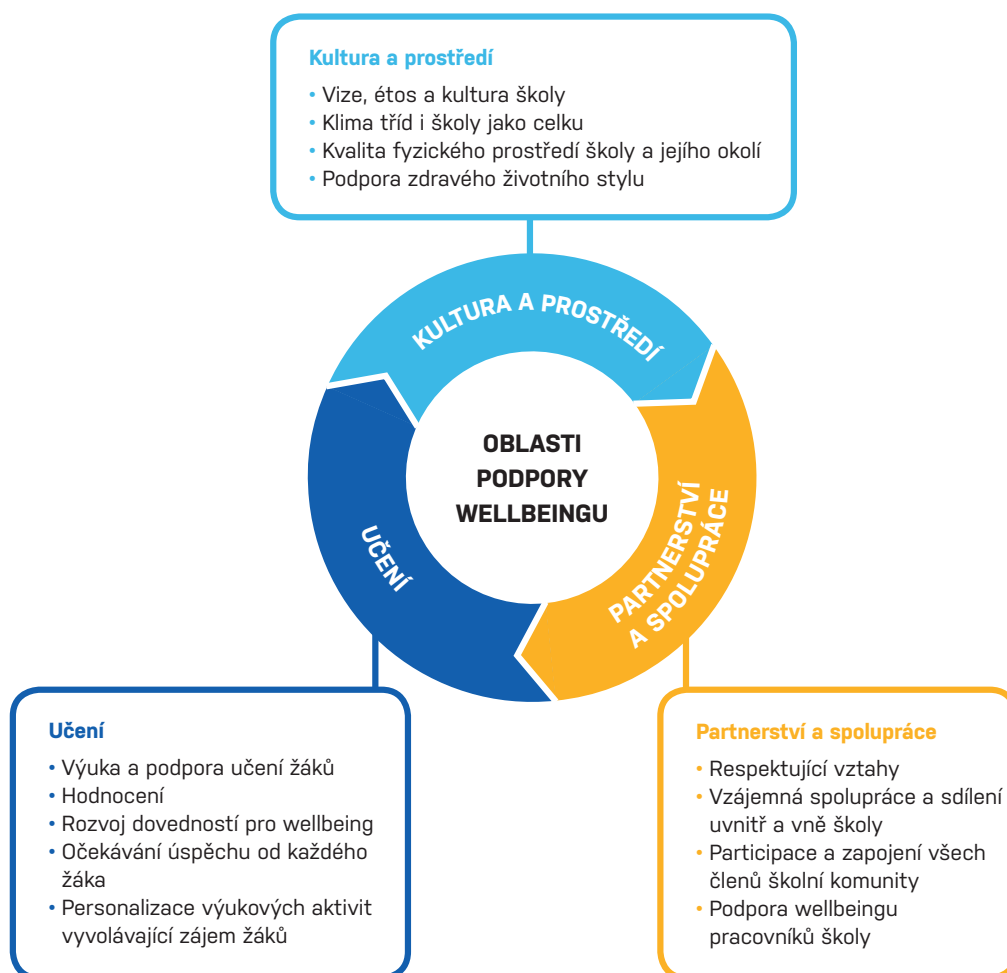 Kultura a prostředí
• Vize, étos a kultura školy
• Klima tříd i školy jako celku
• Kvalita fyzického prostředí školy a jejího okolí
• Podpora zdravého životního stylu
KULTURA A PROSTŘEDÍ
OBLASTI
PODPORY
WELLBEINGU
UČENÍ
PARTNERSTVÍ
A SPOLUPRÁCE
Učení
• Výuka a podpora učení žáků
• Hodnocení
• Rozvoj dovedností pro wellbeing
• Očekávání úspěchu od každého
žáka
• Personalizace výukových aktivit
vyvolávající zájem žáků
Partnerství a spolupráce
• Respektující vztahy
• Vzájemná spolupráce a sdílení
uvnitř a vně školy
• Participace a zapojení všech
členů školní komunity
• Podpora wellbeingu
pracovníků školy